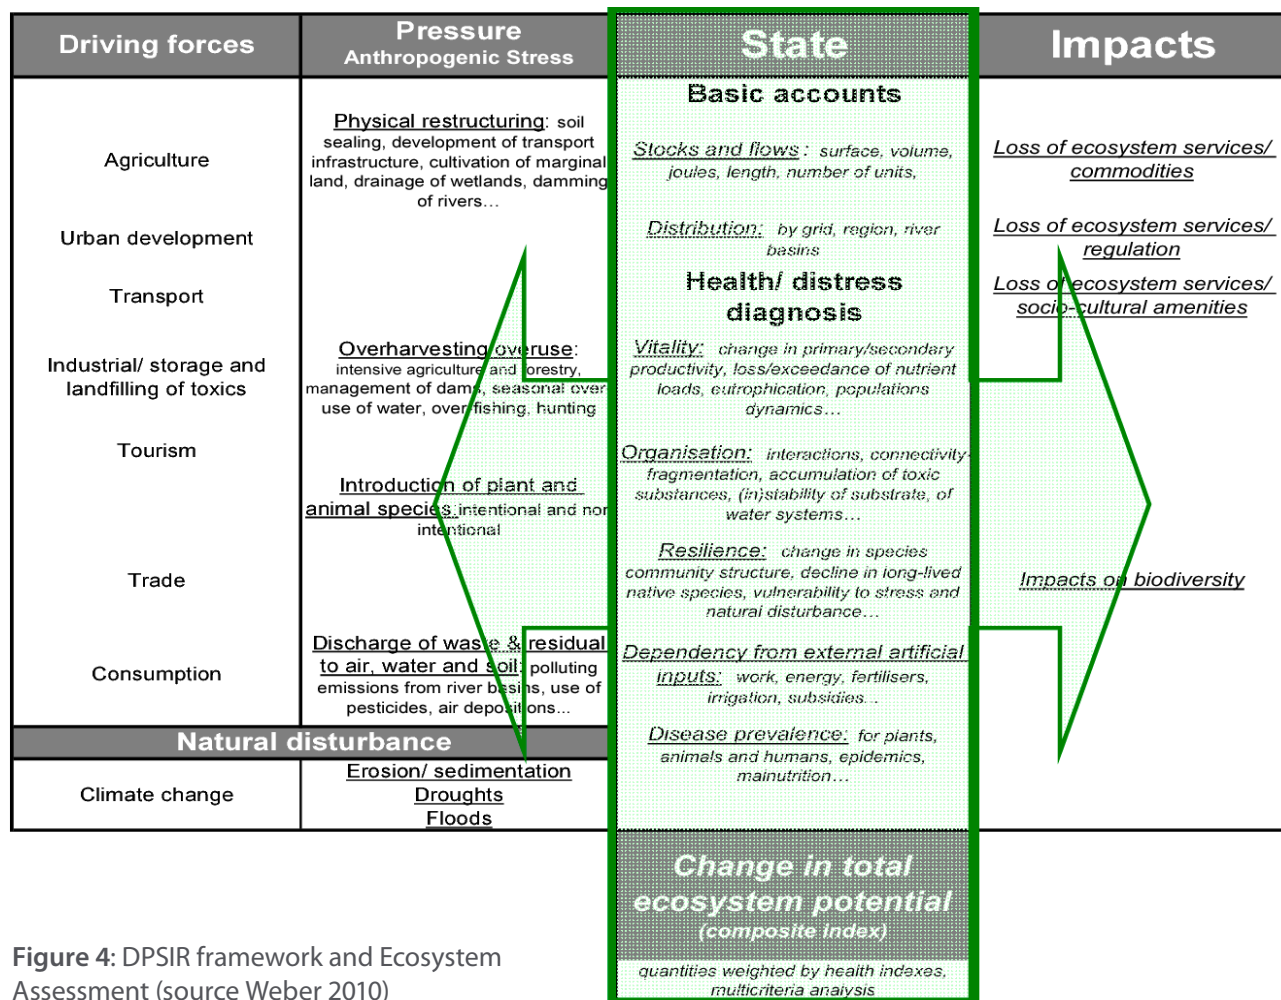 Driving forces
Pressure
Anthropogenic Stress
State
Impacts
Agriculture
Urban development
Transport
Industrial/ storage and
landfilling of toxics
Tourism
Trade
Consumption
Physical restructuring: soil
sealing, development of transport
infrastructure, cultivation of marginal
land, drainage of wetlands, damming
of rivers…
Overharvesting overuse:
intensive agriculture and forestry,
management of dams, seasonal over
use of water, over-fishing, hunting
Introduction of plant and
animal species: intentional and non
intentional
Discharge of waste & residual
to air, water and soil: polluting
emissions from river basins, use of
pesticides, air depositions...
Natural disturbance
Climate change
Erosion/ sedimentation
Droughts
Floods
Basic accounts
Stocks and flows : surface, volume,
joules, length, number of units,
Distribution: by grid, region, river
basins
Health/ distress
diagnosis
Vitality: change in primary/secondary
productivity, loss/exceedance of nutrient
loads, eutrophication, populations
dynamics…
Organisation: interactions, connectivity-
fragmentation, accumulation of toxic
substances, (in)stability of substrate, of
water systems…
Resilience: change in species
community structure, decline in long-lived
native species, vulnerability to stress and
natural disturbance…
Dependency from external artificial
inputs: work, energy, fertilisers,
irrigation, subsidies...
Disease prevalence: for plants,
animals and humans, epidemics,
malnutrition…
Change in total
ecosystem potential
(composite index)
quantities weighted by health indexes,
multicriteria analysis
Loss of ecosystem services/
commodities
Loss of ecosystem services/
regulation
Loss of ecosystem services/
socio-cultural amenities
Impacts on biodiversity
Figure 4: DPSIR framework and Ecosystem
Assessment (source Weber 2010)